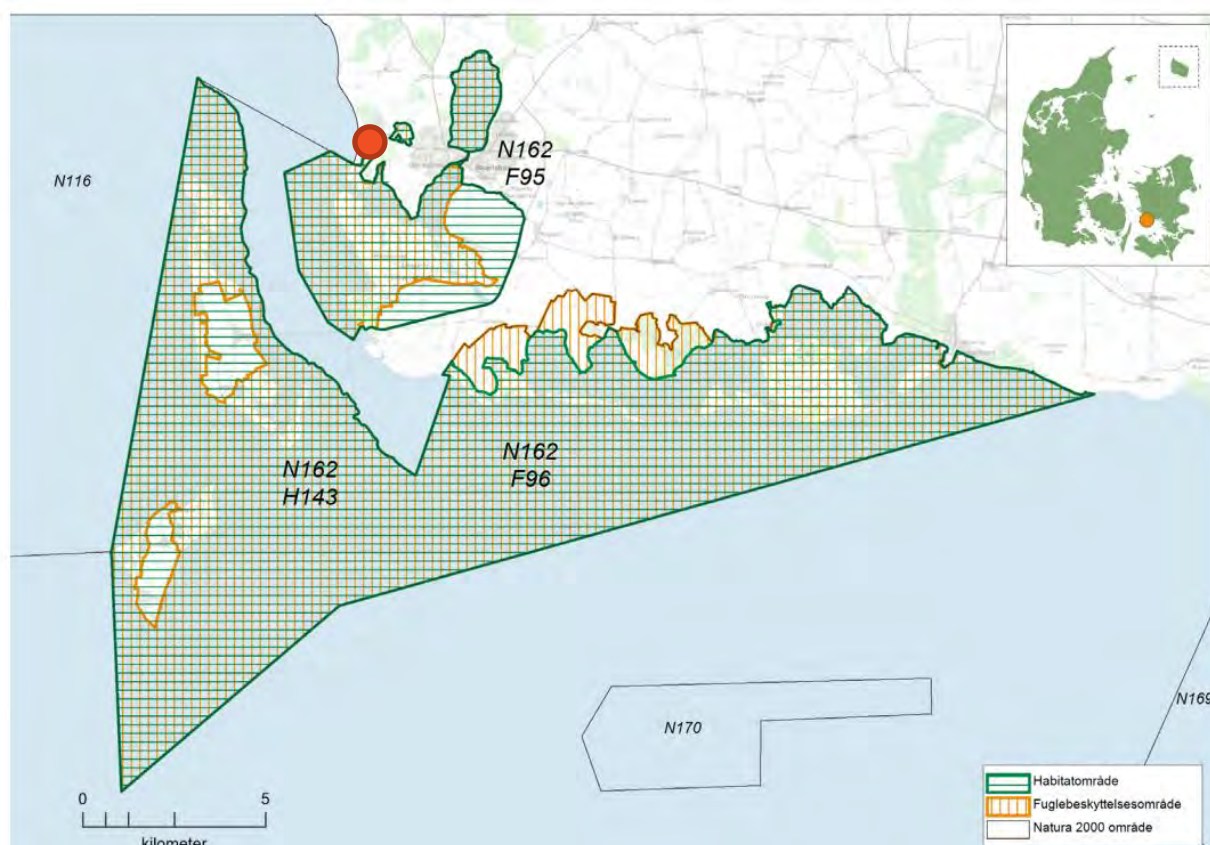 N116
N162
F95
N162
H143
N162
F96
N170
N169
0 5
kilometer
Habitatområde
Fuglebeskyttelsesområde
Natura 2000 område